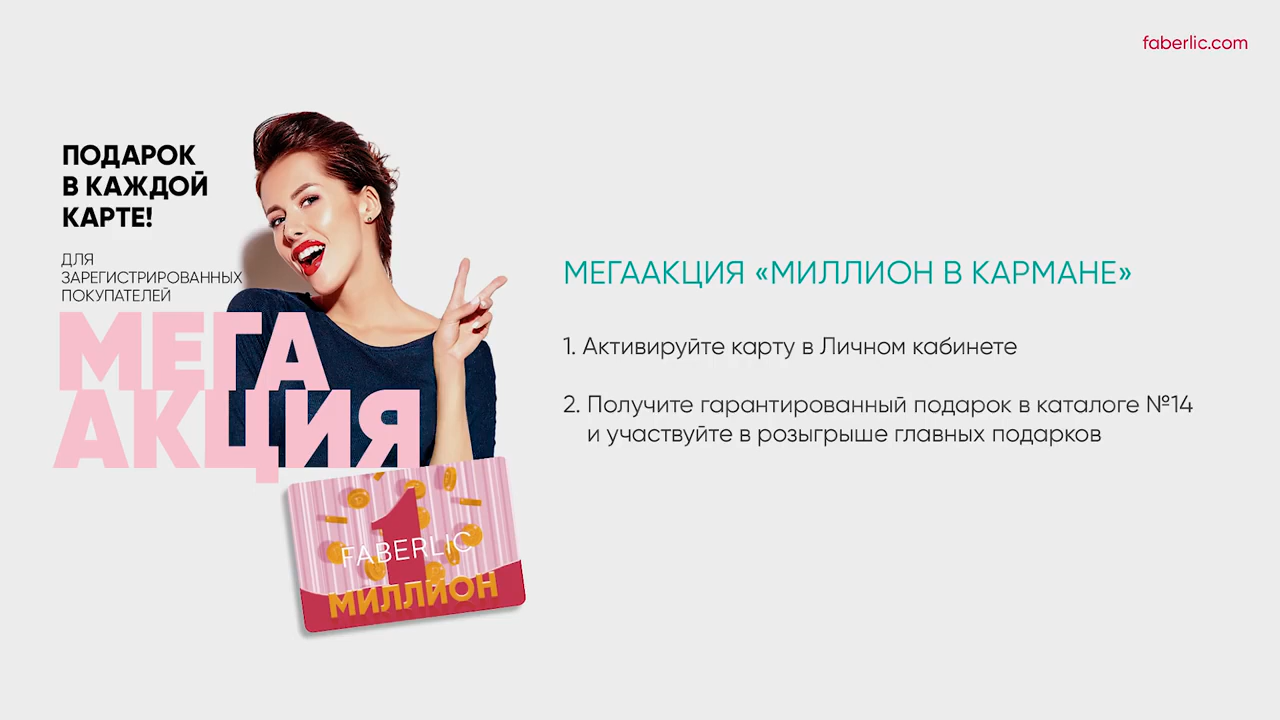 faberlic.com
ПОДАРОК
В КАЖДОЙ
КАРТЕ!
ДЛЯ
ЗАРЕГИСТРИРОВАННЫХ
ПОКУПАТЕЛЕЙ
МЕГА
АКЦИЯ
1
FABERLIC
МИЛЛИОН
МЕГААКЦИЯ «МИЛЛИОН В КАРМАНЕ»
1. Активируйте карту в Личном кабинете
2. Получите гарантированный подарок в каталоге №14
и участвуйте в розыгрыше главных подарков